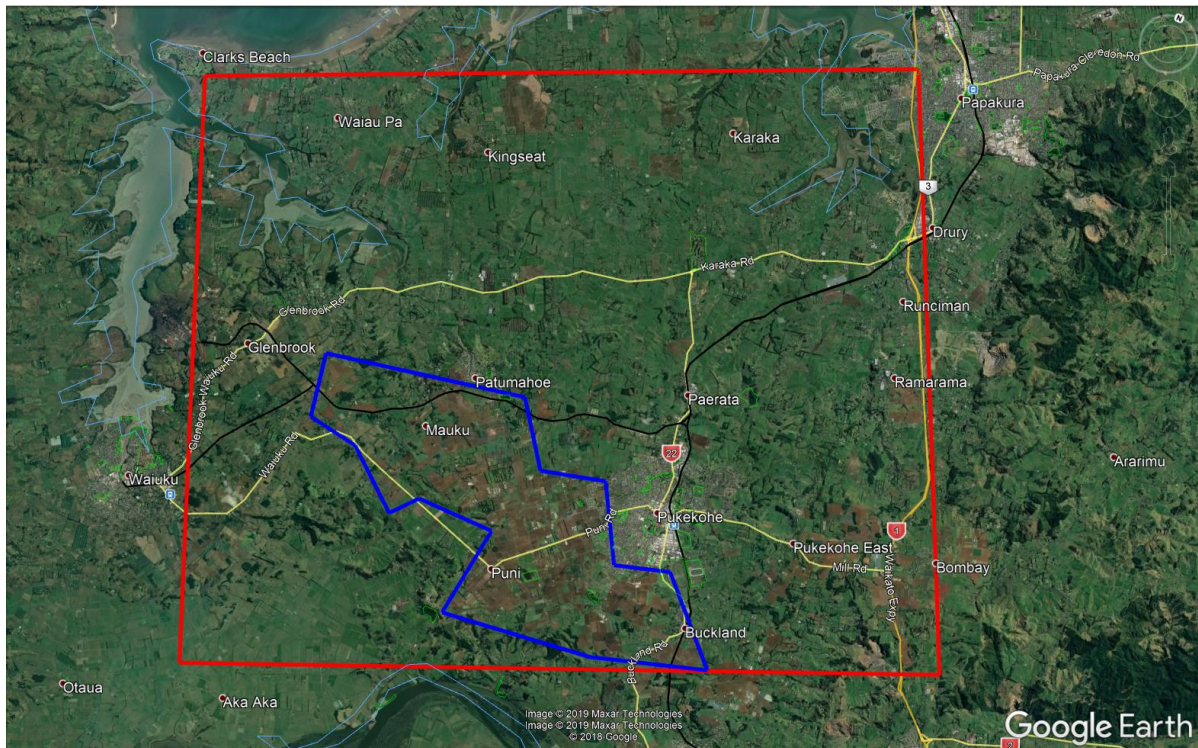 N
Clarks Beach
Papakura-Clevedon Rd
Papakura
Waiau Pa
Karaka
Kingseat
3
Drury
Karaka Rd
Glenbrook Rd
Runciman
Glenbrook
Patumahoe
Ramarama
Paerata
Glenbrook-Waiuku Rd
Mauku
Waiuku Rd
22
Ararimu
Waiuku
Pukekohe
Puni Rd
1
Pukekohe East
Puni
Mill Rd
Bombay
Waikato Expy
Buckland
Buckland Rd
Otaua
Aka Aka
Image © 2019 Maxar Technologies
Image © 2019 Maxar Technologies
© 2018 Google
Google Earth